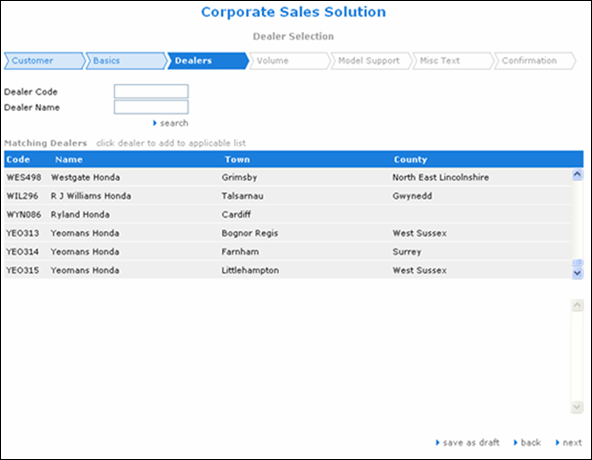 Corporate Sales Solution
Dealer Selection
Customer Basics Dealers Volume Model Support Misc Text Confirmation
Dealer Code
Dealer Name
search
Matching Dealers click dealer to add to applicable list
Code Name Town County
WES498 Westgate Honda Grimsby North East Lincolnshire
WIL296 R J Williams Honda Talsarnau Gwynedd
WYN086 Ryland Honda Cardiff
YEO313 Yeomans Honda Bognor Regis West Sussex
YEO314 Yeomans Honda Farnham Surrey
YEO315 Yeomans Honda Littlehampton West Sussex
save as draft back next